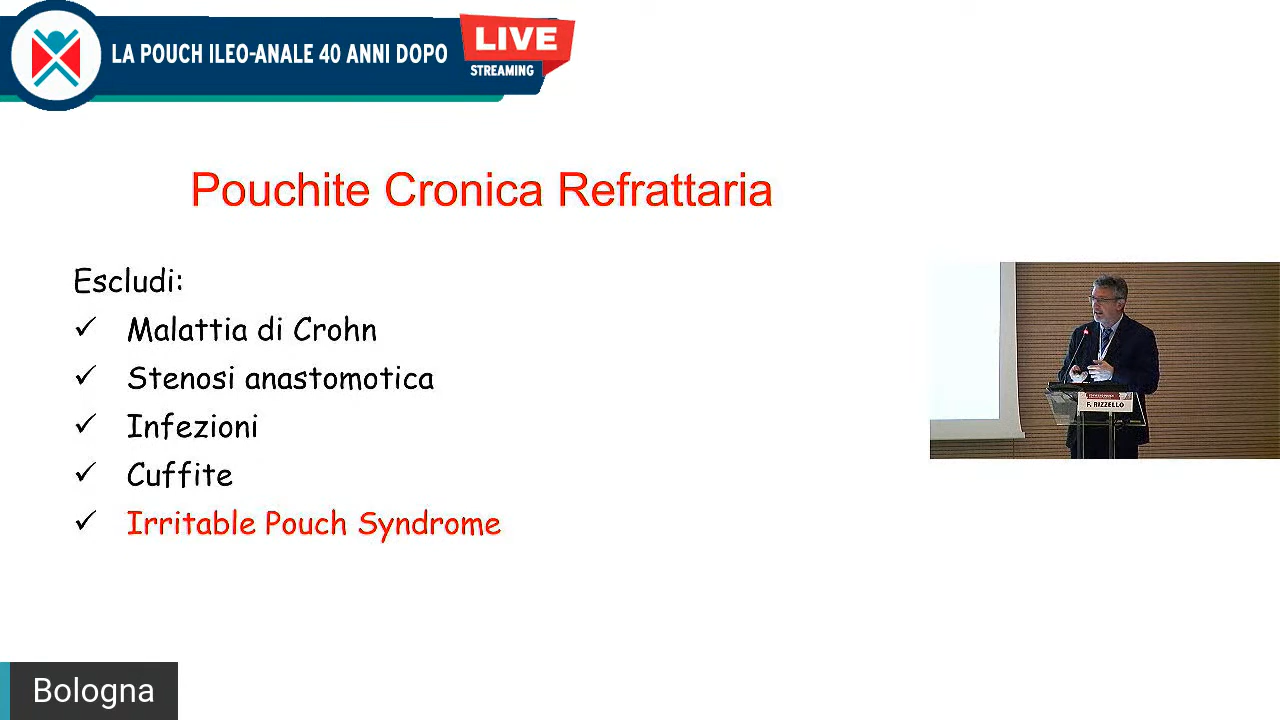 LA POUCH ILEO-ANALE 40 ANNI DOPO
LIVE
STREAMING
Pouchite Cronica Refrattaria
Escludi:
✓ Malattia di Crohn
✓ Stenosi anastomotica
✓ Infezioni
✓ Cuffite
✓ Irritable Pouch Syndrome
F. RIZZELLO
Bologna